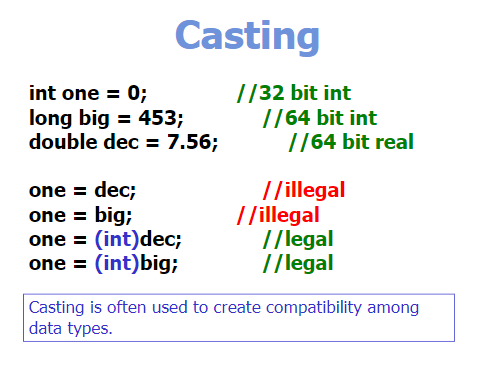 Casting
int one = 0; //32 bit int
long big = 453; //64 bit int
double dec = 7.56; //64 bit real
one = dec; //illegal
one = big; //illegal
one = (int)dec; //legal
one = (int)big; //legal
Casting is often used to create compatibility among
data types.